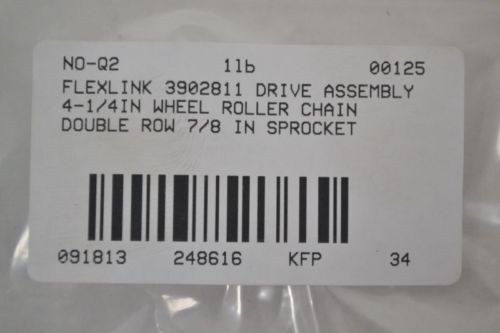 NO-Q2 1lb 00125
FLEXLINK 3902811 DRIVE ASSEMBLY
4-1/4IN WHEEL ROLLER CHAIN
DOUBLE ROW 7/8 IN SPROCKET
091813 248616 KFP 34